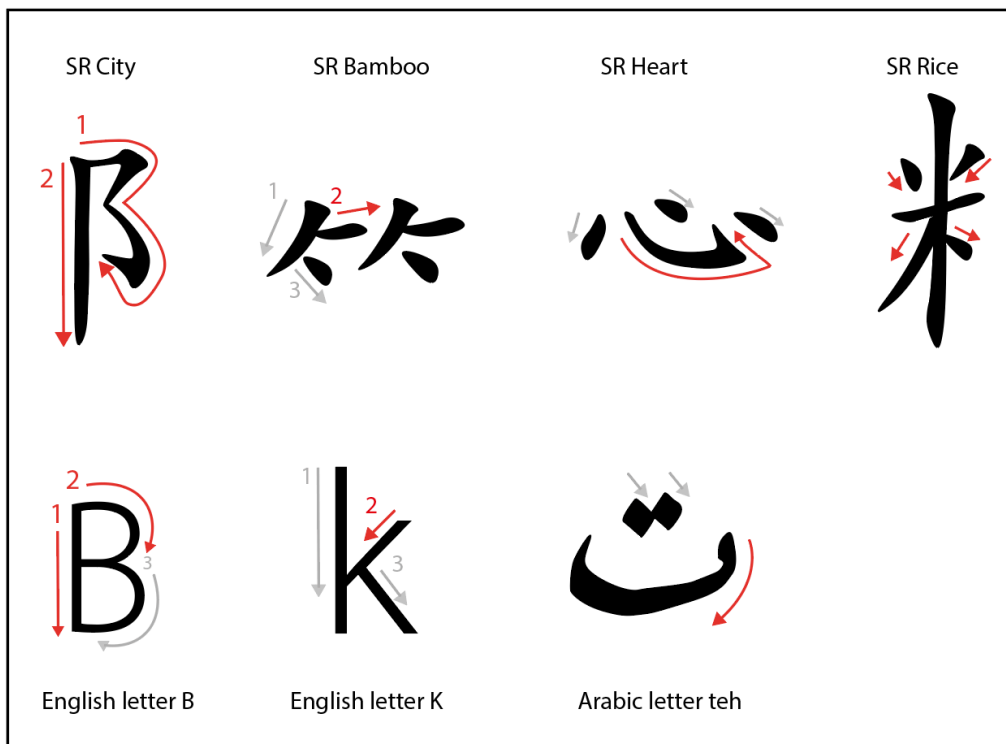 SR City
SR Bamboo
SR Heart
SR Rice
1
2
阝
1
2
3
𥫗
心
米
2
1
3
B
1
2
3
k
ت
English letter B
English letter K
Arabic letter teh